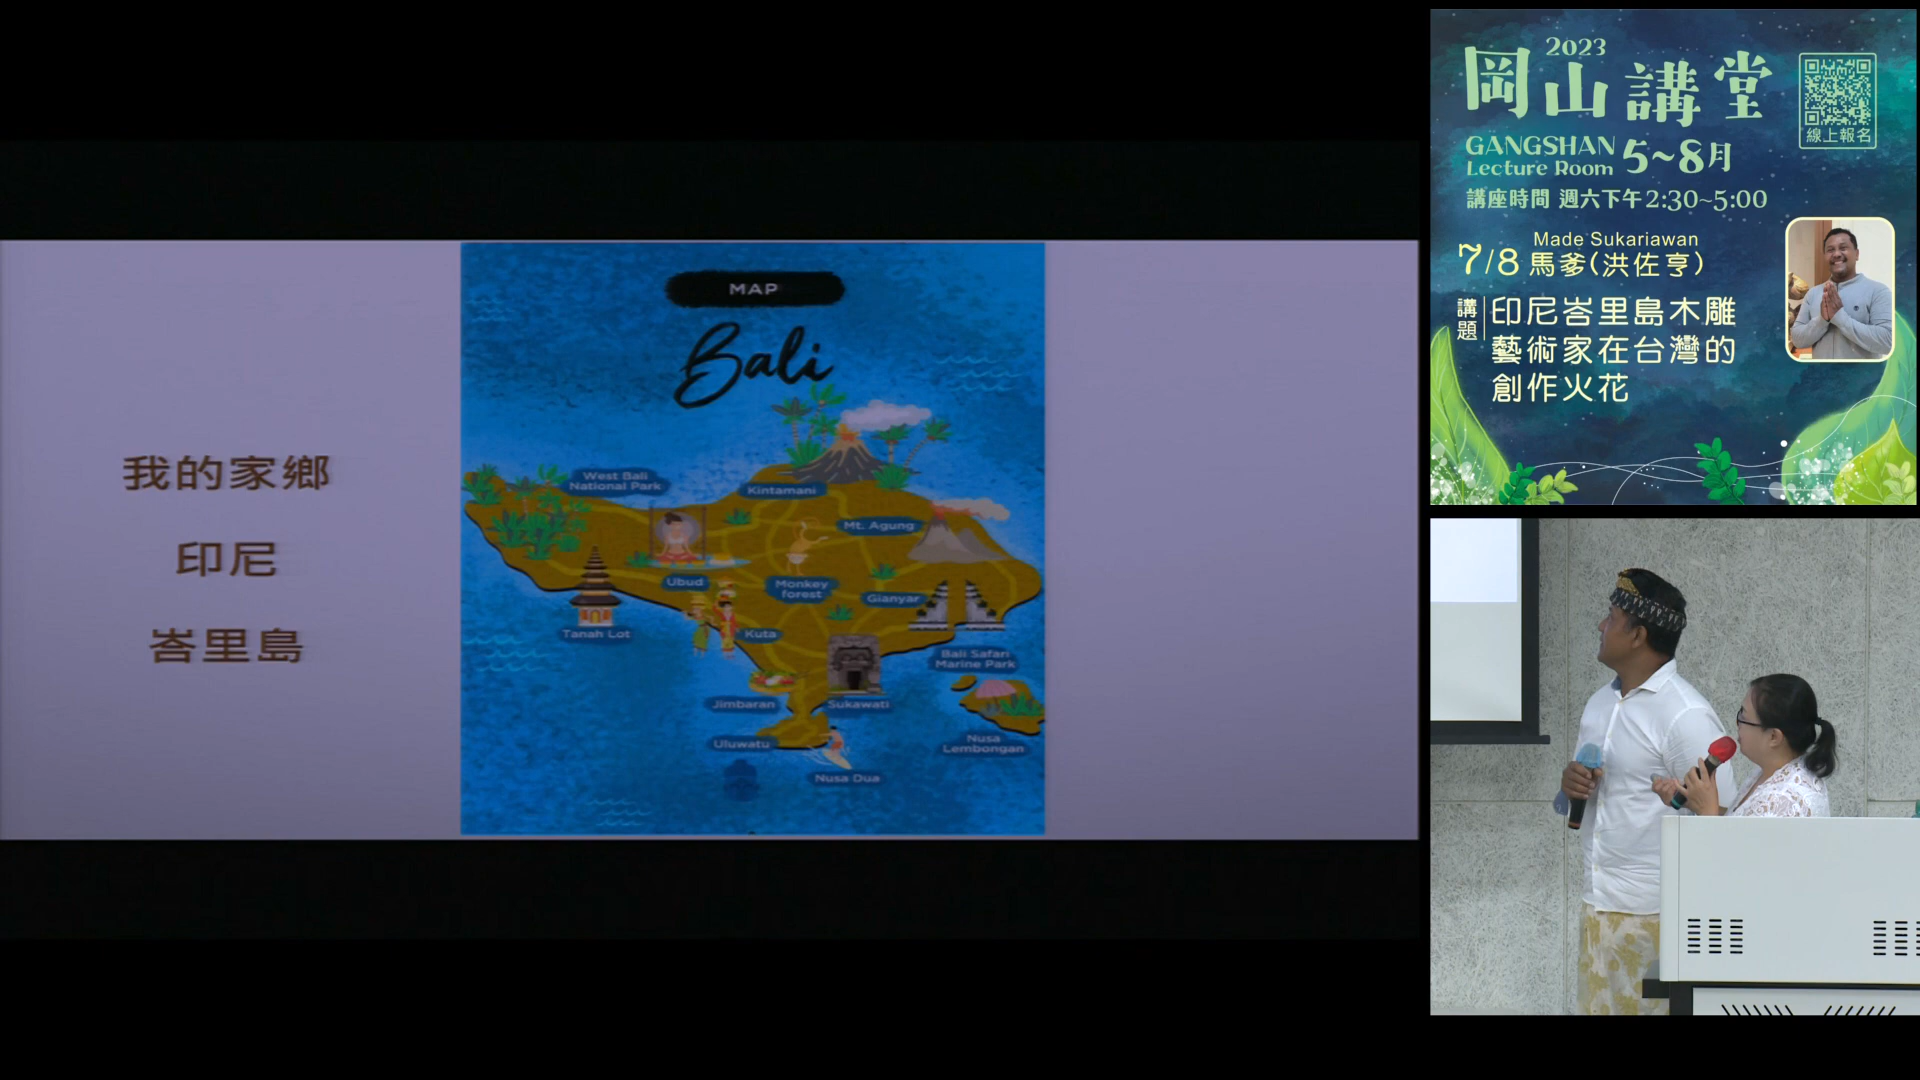 我的家鄉
印尼
峇里島
MAP
Bali
West Bali
National Park
Kintamani
Mt. Agung
Ubud
Monkey
forest
Gianyar
Tanah Lot
Kuta
Bali Safari
Marine Park
Jimbaran
Sukawati
Uluwatu
Nusa
Lembongan
Nusa Dua
2023
岡山講堂
線上報名
GANGSHAN
Lecture Room
5~8月
講座時間 週六下午2:30~5:00
Made Sukariawan
7/8 馬爹(洪佐亨)
講題
印尼峇里島木雕
藝術家在台灣的
創作火花